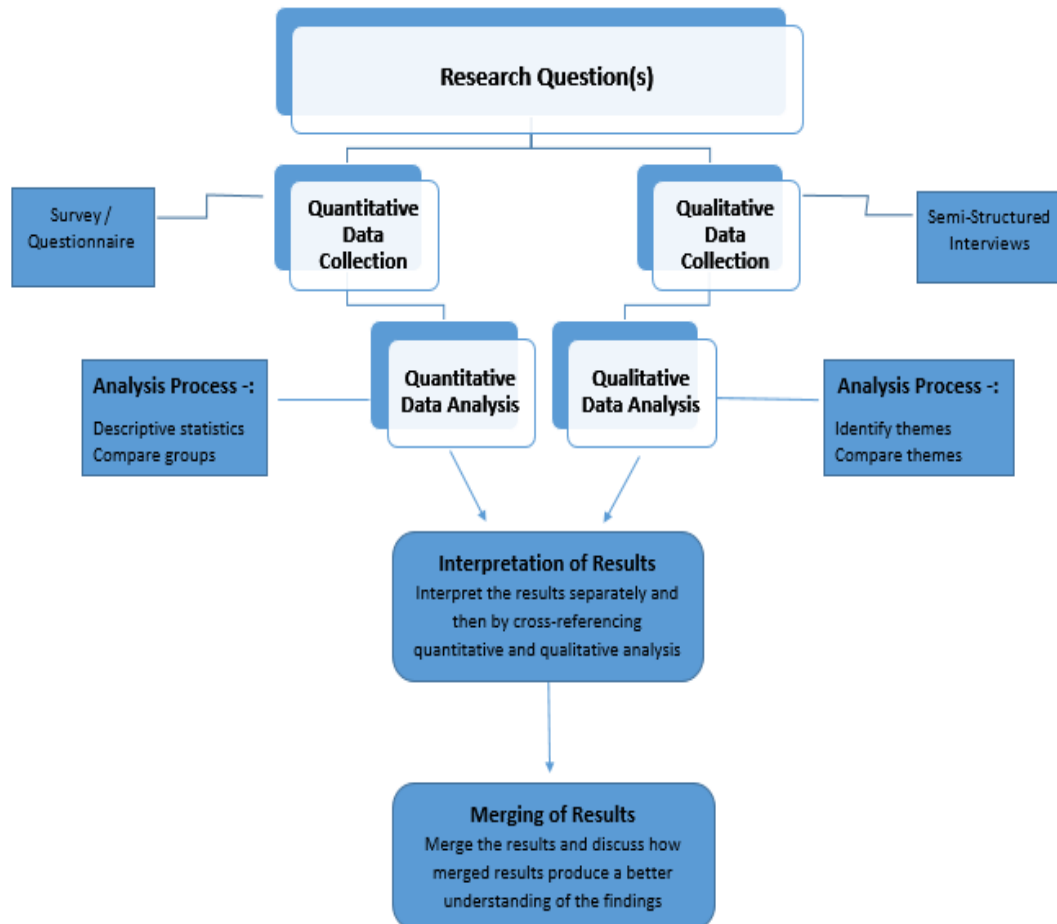 Research Question(s)
Survey /
Questionnaire
Quantitative
Data
Collection
Qualitative
Data
Collection
Semi-Structured
Interviews
Analysis Process -:
Descriptive statistics
Compare groups
Quantitative
Data Analysis
Qualitative
Data Analysis
Analysis Process -:
Identify themes
Compare themes
Interpretation of Results
Interpret the results separately and
then by cross-referencing
quantitative and qualitative analysis
Merging of Results
Merge the results and discuss how
merged results produce a better
understanding of the findings